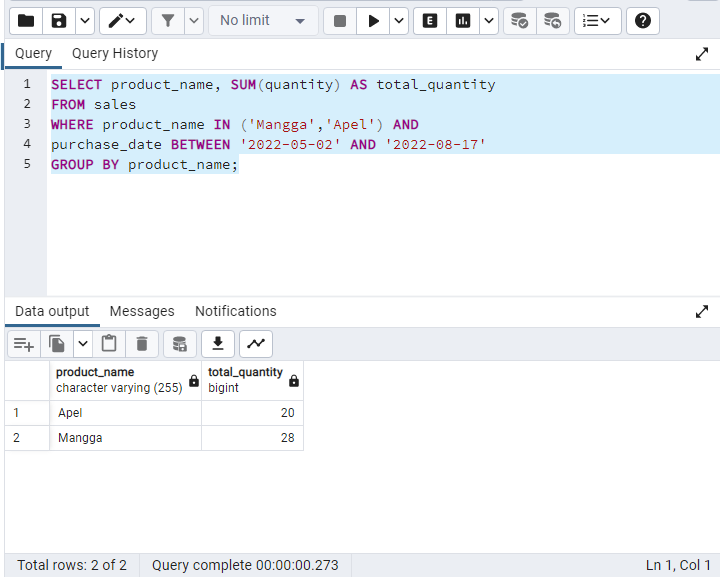 No limit
E
Query Query History
1 SELECT product_name, SUM(quantity) AS total_quantity
2 FROM sales
3 WHERE product_name IN ('Mangga','Apel') AND
4 purchase_date BETWEEN '2022-05-02' AND '2022-08-17'
5 GROUP BY product_name;
Data output Messages Notifications
product_name total_quantity
character varying (255) bigint
1 Apel 20
2 Mangga 28
Total rows: 2 of 2 Query complete 00:00:00.273 Ln 1, Col 1